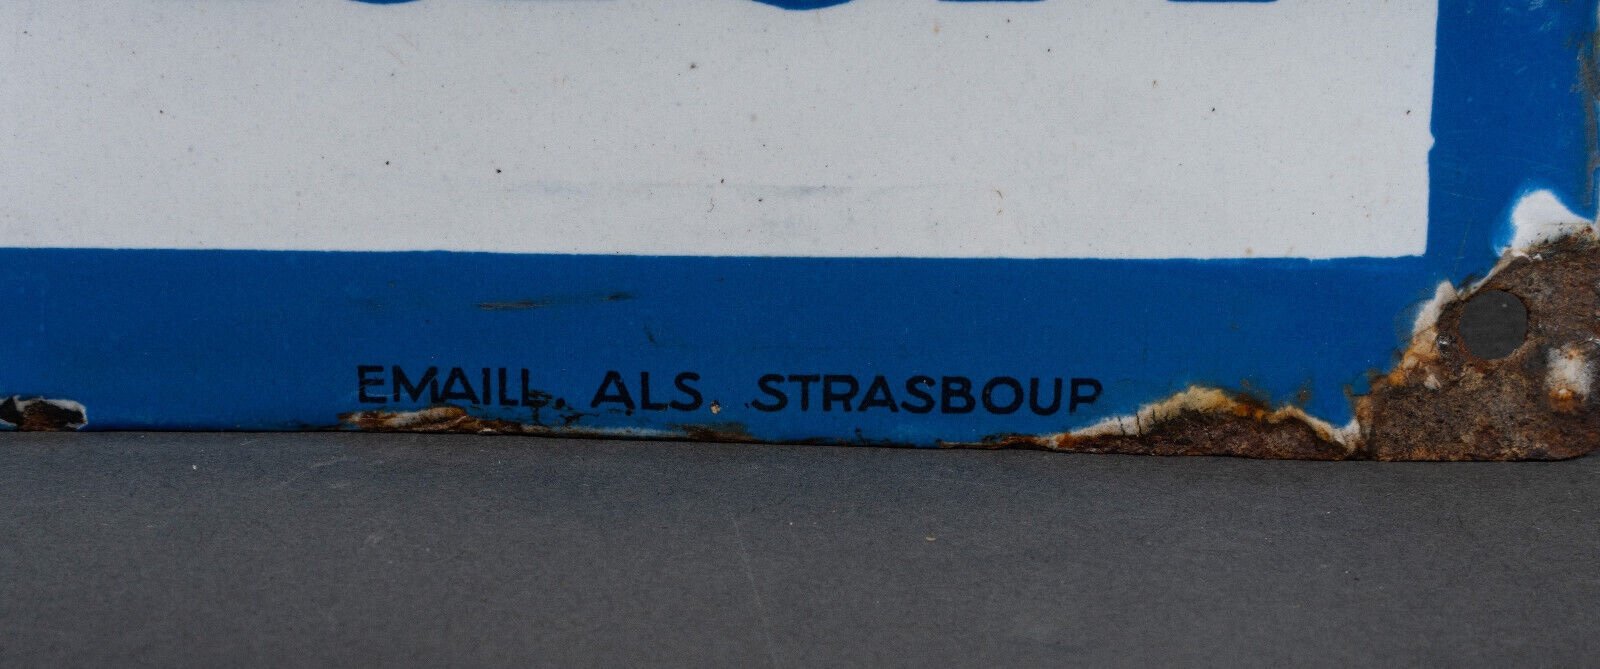 EMAILL. ALS. STRASBOUP